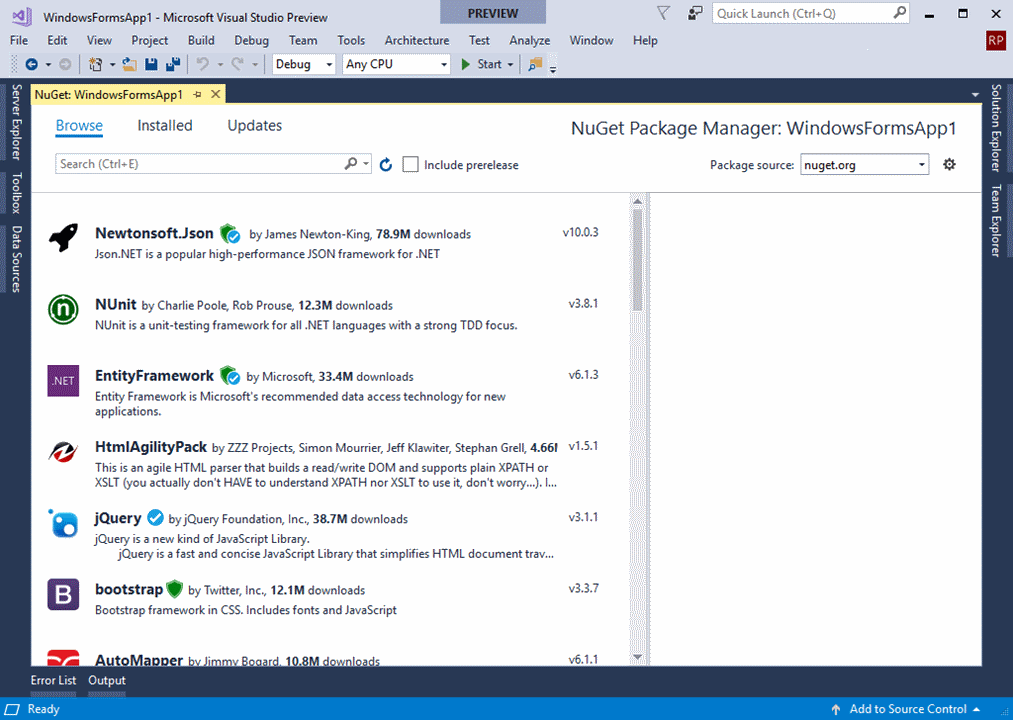 WindowsFormsApp1 - Microsoft Visual Studio Preview
PREVIEW
Quick Launch (Ctrl+Q)
File Edit View Project Build Debug Team Tools Architecture Test Analyze Window Help
RP
Debug Any CPU Start
NuGet: WindowsFormsApp1
Server Explorer
Toolbox
Data Sources
Solution Explorer
Team Explorer
Browse Installed Updates
NuGet Package Manager: WindowsFormsApp1
Search (Ctrl+E)
Include prerelease
Package source: nuget.org
Newtonsoft.Json by James Newton-King, 78.9M downloads v10.0.3
Json.NET is a popular high-performance JSON framework for .NET
n
NUnit by Charlie Poole, Rob Prouse, 12.3M downloads v3.8.1
NUnit is a unit-testing framework for all .NET languages with a strong TDD focus.
.NET
EntityFramework by Microsoft, 33.4M downloads v6.1.3
Entity Framework is Microsoft's recommended data access technology for new
applications.
HtmlAgilityPack by ZZZ Projects, Simon Mourrier, Jeff Klawiter, Stephan Grell, 4.66 v1.5.1
This is an agile HTML parser that builds a read/write DOM and supports plain XPATH or
XSLT (you actually don't HAVE to understand XPATH nor XSLT to use it, don't worry...). I...
jQuery by jQuery Foundation, Inc., 38.7M downloads v3.1.1
jQuery is a new kind of JavaScript Library.
jQuery is a fast and concise JavaScript Library that simplifies HTML document trav...
B
bootstrap by Twitter, Inc., 12.1M downloads v3.3.7
Bootstrap framework in CSS. Includes fonts and JavaScript
AutoMapper by Jimmy Bogard, 10.8M downloads v6.1.1
Error List Output
Ready
Add to Source Control